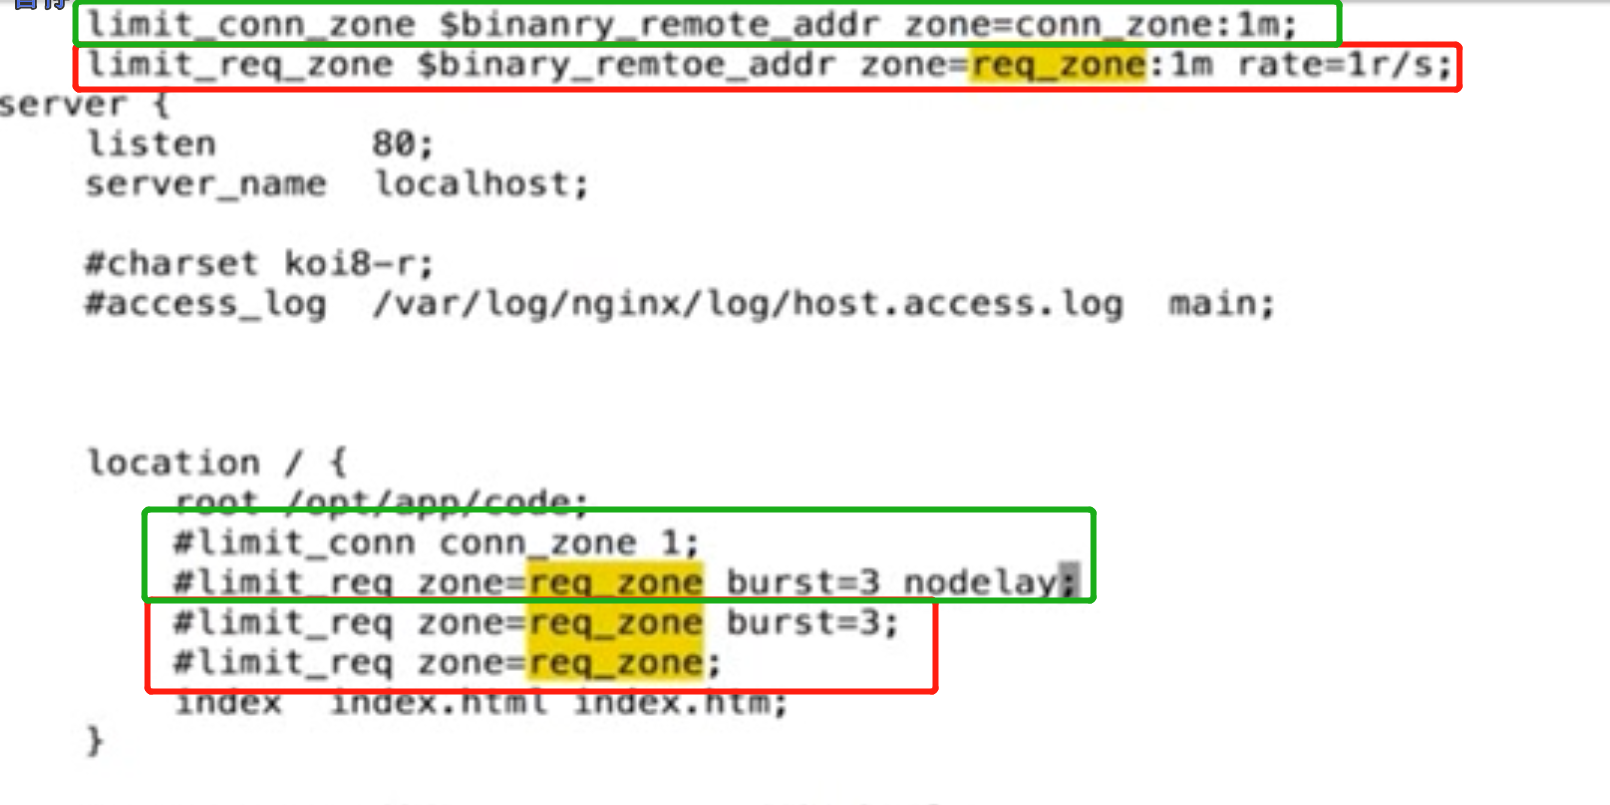 limit_conn_zone $binanry_remote_addr zone=conn_zone:1m;
limit_req_zone $binary_remtoe_addr zone=req_zone:1m rate=1r/s;
server {
listen 80;
server_name localhost;
#charset koi8-r;
#access_log /var/log/nginx/log/host.access.log main;
location / {
root /opt/app/code;
#limit_conn conn_zone 1;
#limit_req zone=req_zone burst=3 nodelay;
#limit_req zone=req_zone burst=3;
#limit_req zone=req_zone;
index index.html index.htm;
}